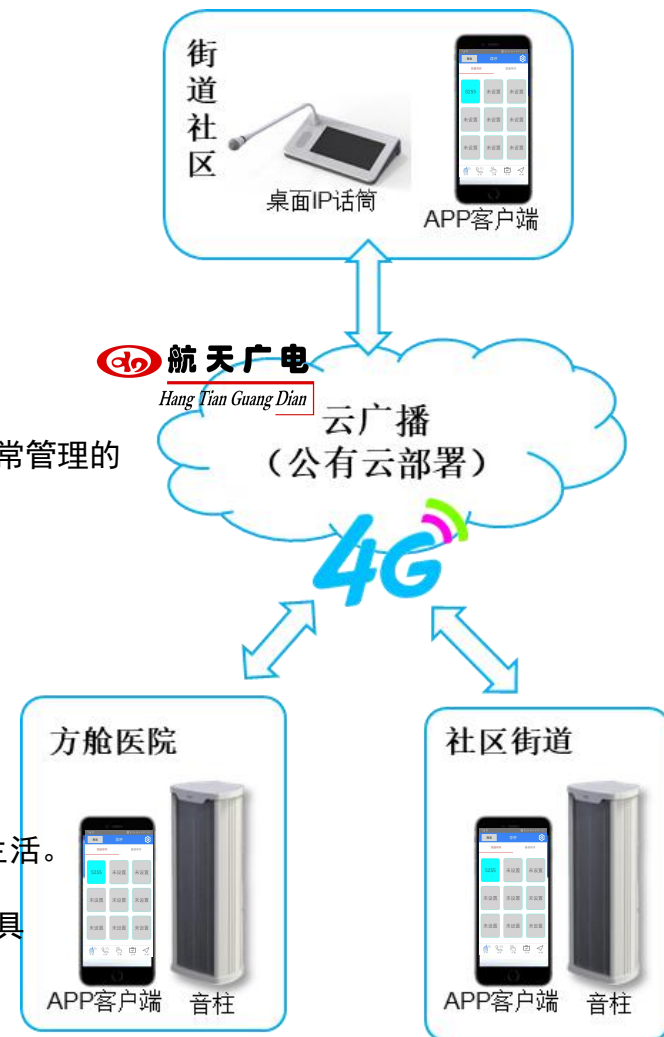 街道社区
桌面IP话筒
APP客户端
航天广电
Hang Tian Guang Dian
云广播
（公有云部署）
常管理的
4G
方舱医院
社区街道
生活。
具
APP客户端
音柱
APP客户端
音柱